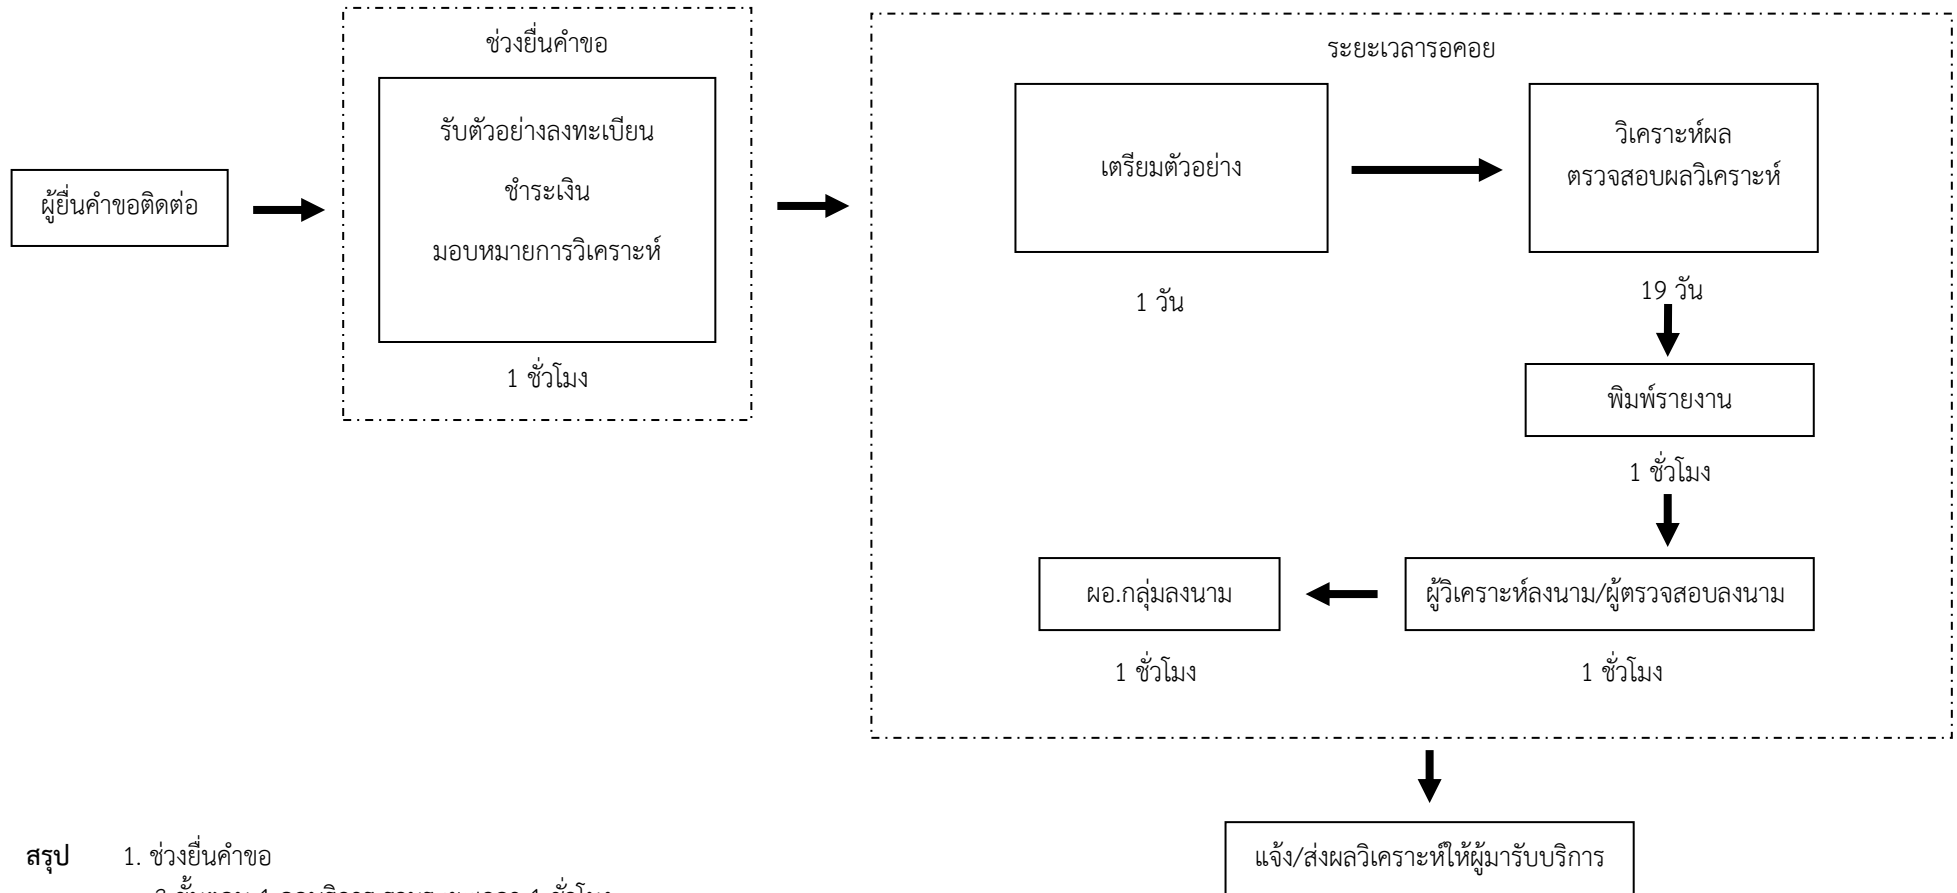 ช่วงยื่นคำขอ
ระยะเวลารอคอย
ผู้ยื่นคำขอติดต่อ
รับตัวอย่างลงทะเบียน
ชำระเงิน
มอบหมายการวิเคราะห์
1 ชั่วโมง
เตรียมตัวอย่าง
1 วัน
วิเคราะห์ผล
ตรวจสอบผลวิเคราะห์
19 วัน
พิมพ์รายงาน
1 ชั่วโมง
ผู้วิเคราะห์ลงนาม/ผู้ตรวจสอบลงนาม
1 ชั่วโมง
ผอ.กลุ่มลงนาม
1 ชั่วโมง
แจ้ง/ส่งผลวิเคราะห์ให้ผู้มารับบริการ
สรุป 1. ช่วงยื่นคำขอ